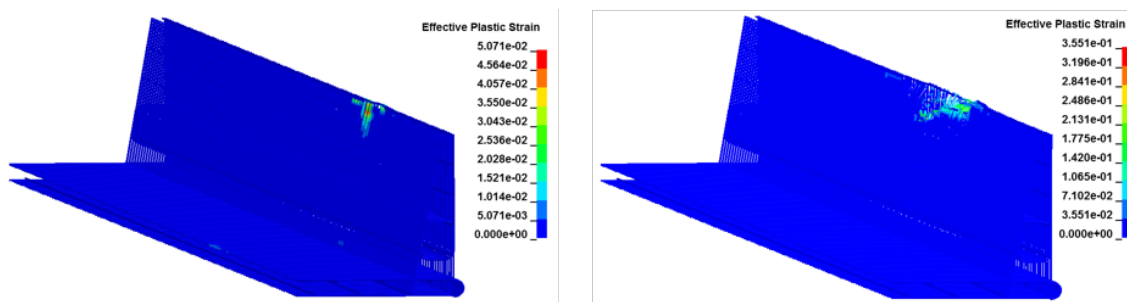 Effective Plastic Strain
5.071e-02
4.564e-02
4.057e-02
3.550e-02
3.043e-02
2.536e-02
2.028e-02
1.521e-02
1.014e-02
5.071e-03
0.000e+00
Effective Plastic Strain
3.551e-01
3.196e-01
2.841e-01
2.486e-01
2.131e-01
1.775e-01
1.420e-01
1.065e-01
7.102e-02
3.551e-02
0.000e+00